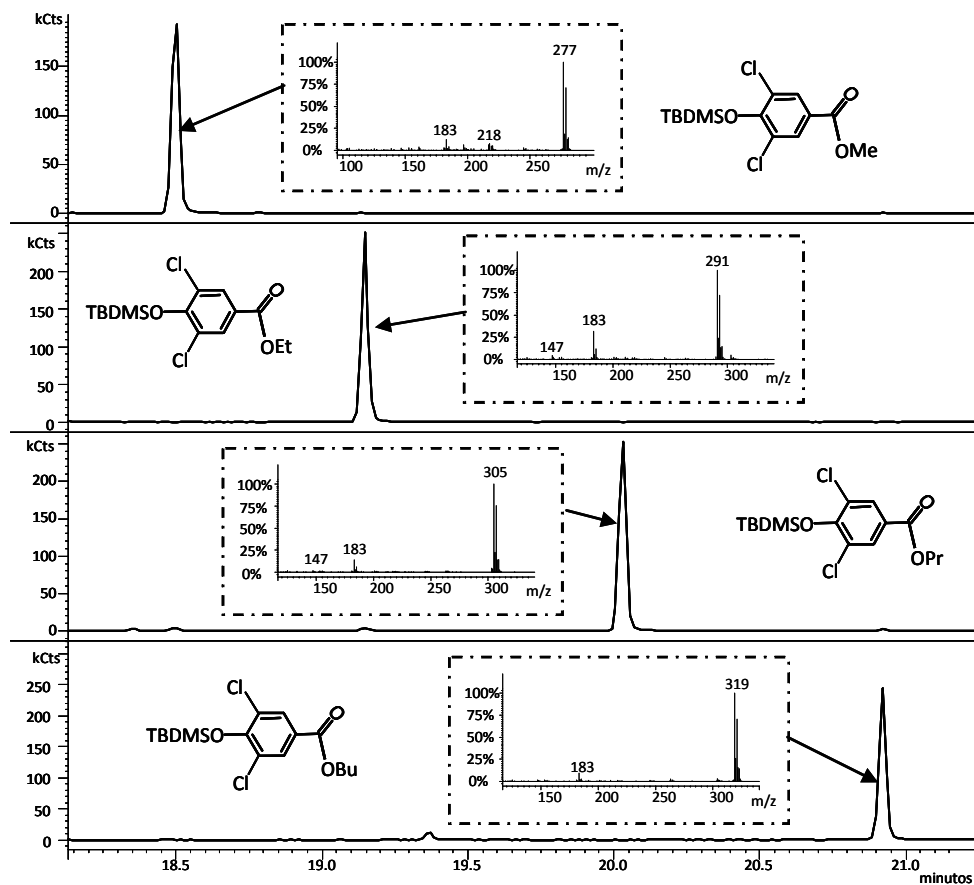 kCts
150
100
50
0
100%
75%
50%
25%
0%
277
183
218
100
150
200
250
m/z
Cl
TBDMSO
Cl
O
OMe
kCts
200
150
100
50
0
Cl
TBDMSO
Cl
O
OEt
100%
75%
50%
25%
0%
291
183
147
150
200
250
300
m/z
kCts
200
150
100
50
0
100%
75%
50%
25%
0%
305
183
147
150
200
250
300
m/z
Cl
TBDMSO
Cl
O
OPr
kCts
250
200
150
100
50
0
Cl
TBDMSO
Cl
O
OBu
100%
75%
50%
25%
0%
319
183
150
200
250
300
m/z
18.5
19.0
19.5
20.0
20.5
21.0
minutos